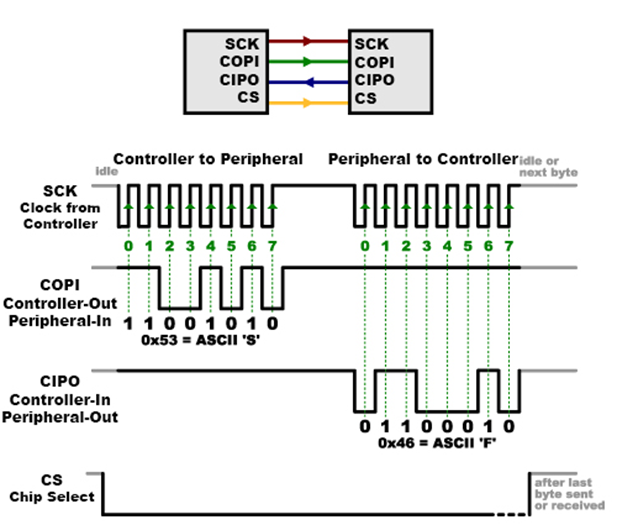 SCK SCK
COPI COPI
CIPO CIPO
CS CS
Controller to Peripheral Peripheral to Controller
idle idle or
next byte
SCK
Clock from
Controller
0 1 2 3 4 5 6 7 0 1 2 3 4 5 6 7
COPI
Controller-Out
Peripheral-In
1 1 0 0 1 0 1 0
0x53 = ASCII 'S'
CIPO
Controller-In
Peripheral-Out
0 1 1 0 0 0 1 0
0x46 = ASCII 'F'
CS
Chip Select
after last
byte sent
or received